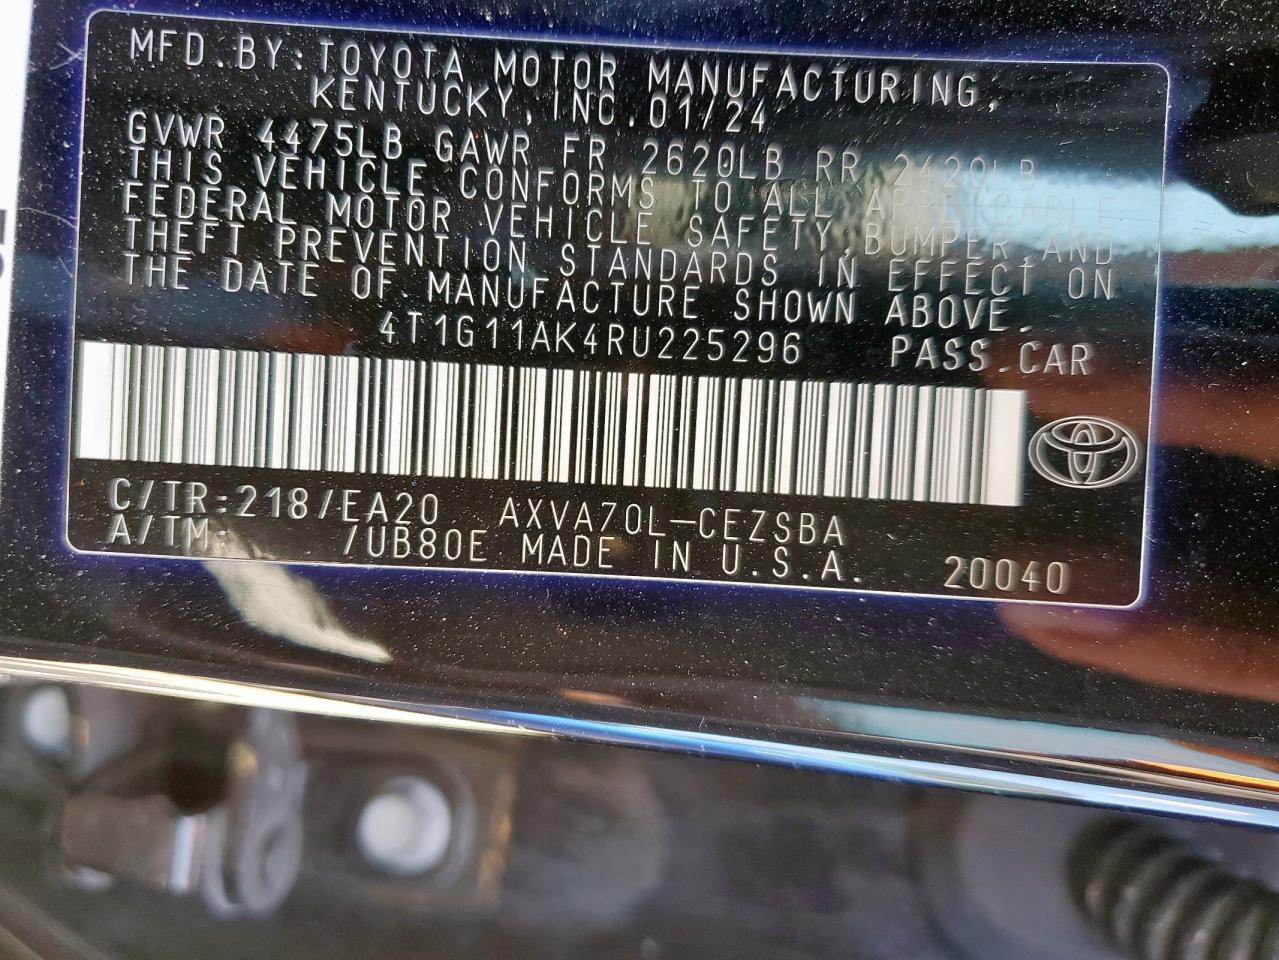 MFD.BY:TOYOTA MOTOR MANUFACTURING,
KENTUCKY, INC.01/24
GVWR 4475LB GAWR FR 2620LB RR 2420LB
THIS VEHICLE CONFORMS TO ALL APPLICABLE
FEDERAL MOTOR VEHICLE SAFETY,BUMPER,AND
THEFT PREVENTION STANDARDS IN EFFECT ON
THE DATE OF MANUFACTURE SHOWN ABOVE.
4T1G11AK4RU225296 PASS.CAR
C/TR:218/EA20 AXVA70L-CEZSBA
A/TM: /UB80E MADE IN U.S.A. 20040